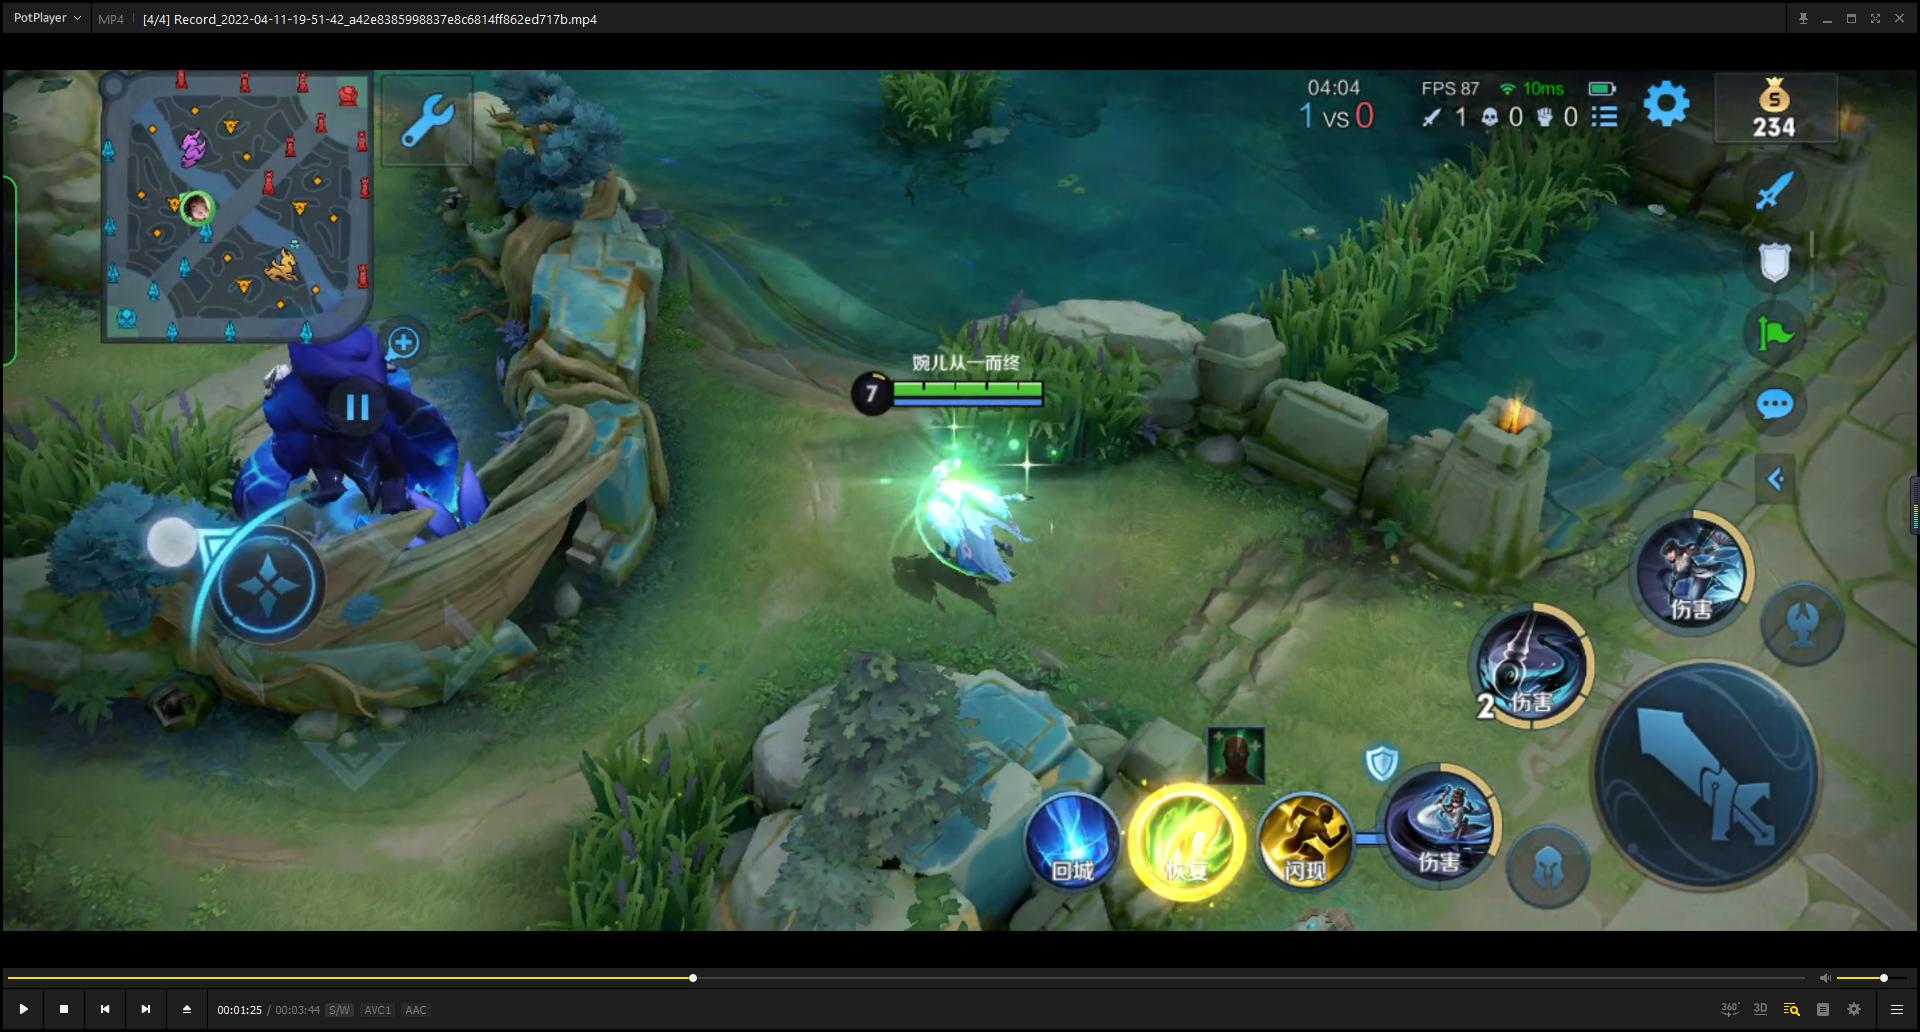 PotPlayer MP4 [4/4] Record_2022-04-11-19-51-42_a42e8385998837e8c6814ff862ed717b.mp4
04:04 FPS 87 10ms
1 VS 0 1 0 0
S
234
婉儿从一而终
7
伤害
2 伤害
伤害
回城 恢复 闪现
00:01:25 / 00:03:44 S/W AVC1 AAC 360° 3D